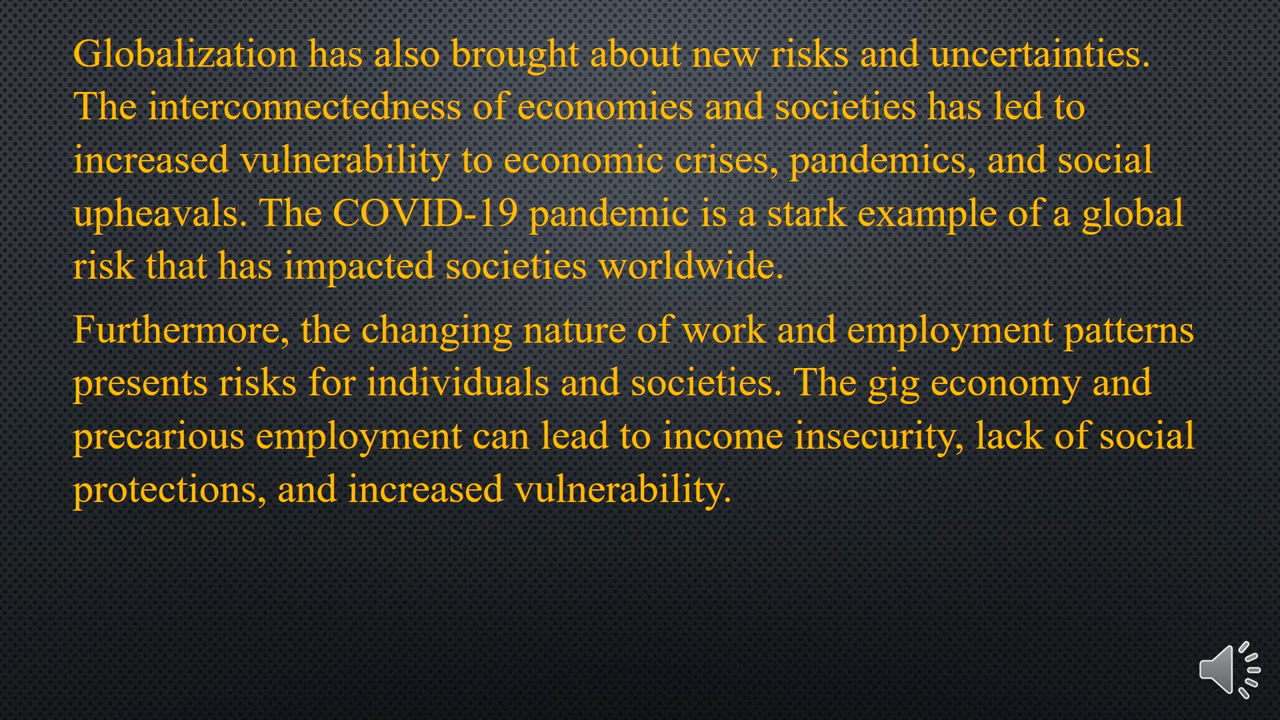 Globalization has also brought about new risks and uncertainties.
The interconnectedness of economies and societies has led to
increased vulnerability to economic crises, pandemics, and social
upheavals. The COVID-19 pandemic is a stark example of a global
risk that has impacted societies worldwide.
Furthermore, the changing nature of work and employment patterns
presents risks for individuals and societies. The gig economy and
precarious employment can lead to income insecurity, lack of social
protections, and increased vulnerability.